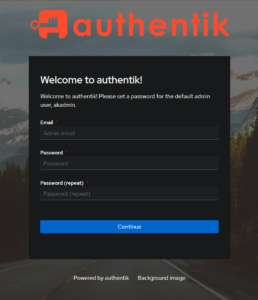 authentik
Welcome to authentik!
Welcome to authentik! Please set a password for the default admin
user, akadmin.
Email *
Admin email
Password *
Password
Password (repeat) *
Password (repeat)
Continue
Powered by authentik Background image